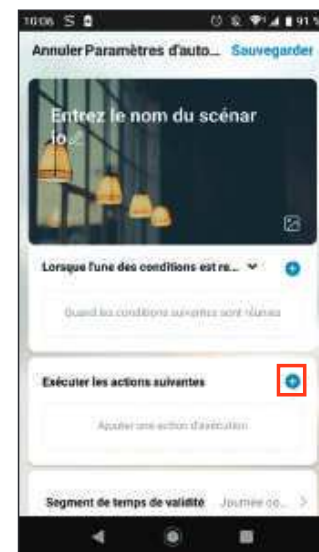 10:06 S 91 %
Annuler Paramètres d'auto... Sauvegarder
Entrez le nom du scénar
io
Lorsque l'une des conditions est re...
Quand les conditions suivantes sont réunies
Exécuter les actions suivantes
Ajouter une action d'exécution
Segment de temps de validité Journée co...